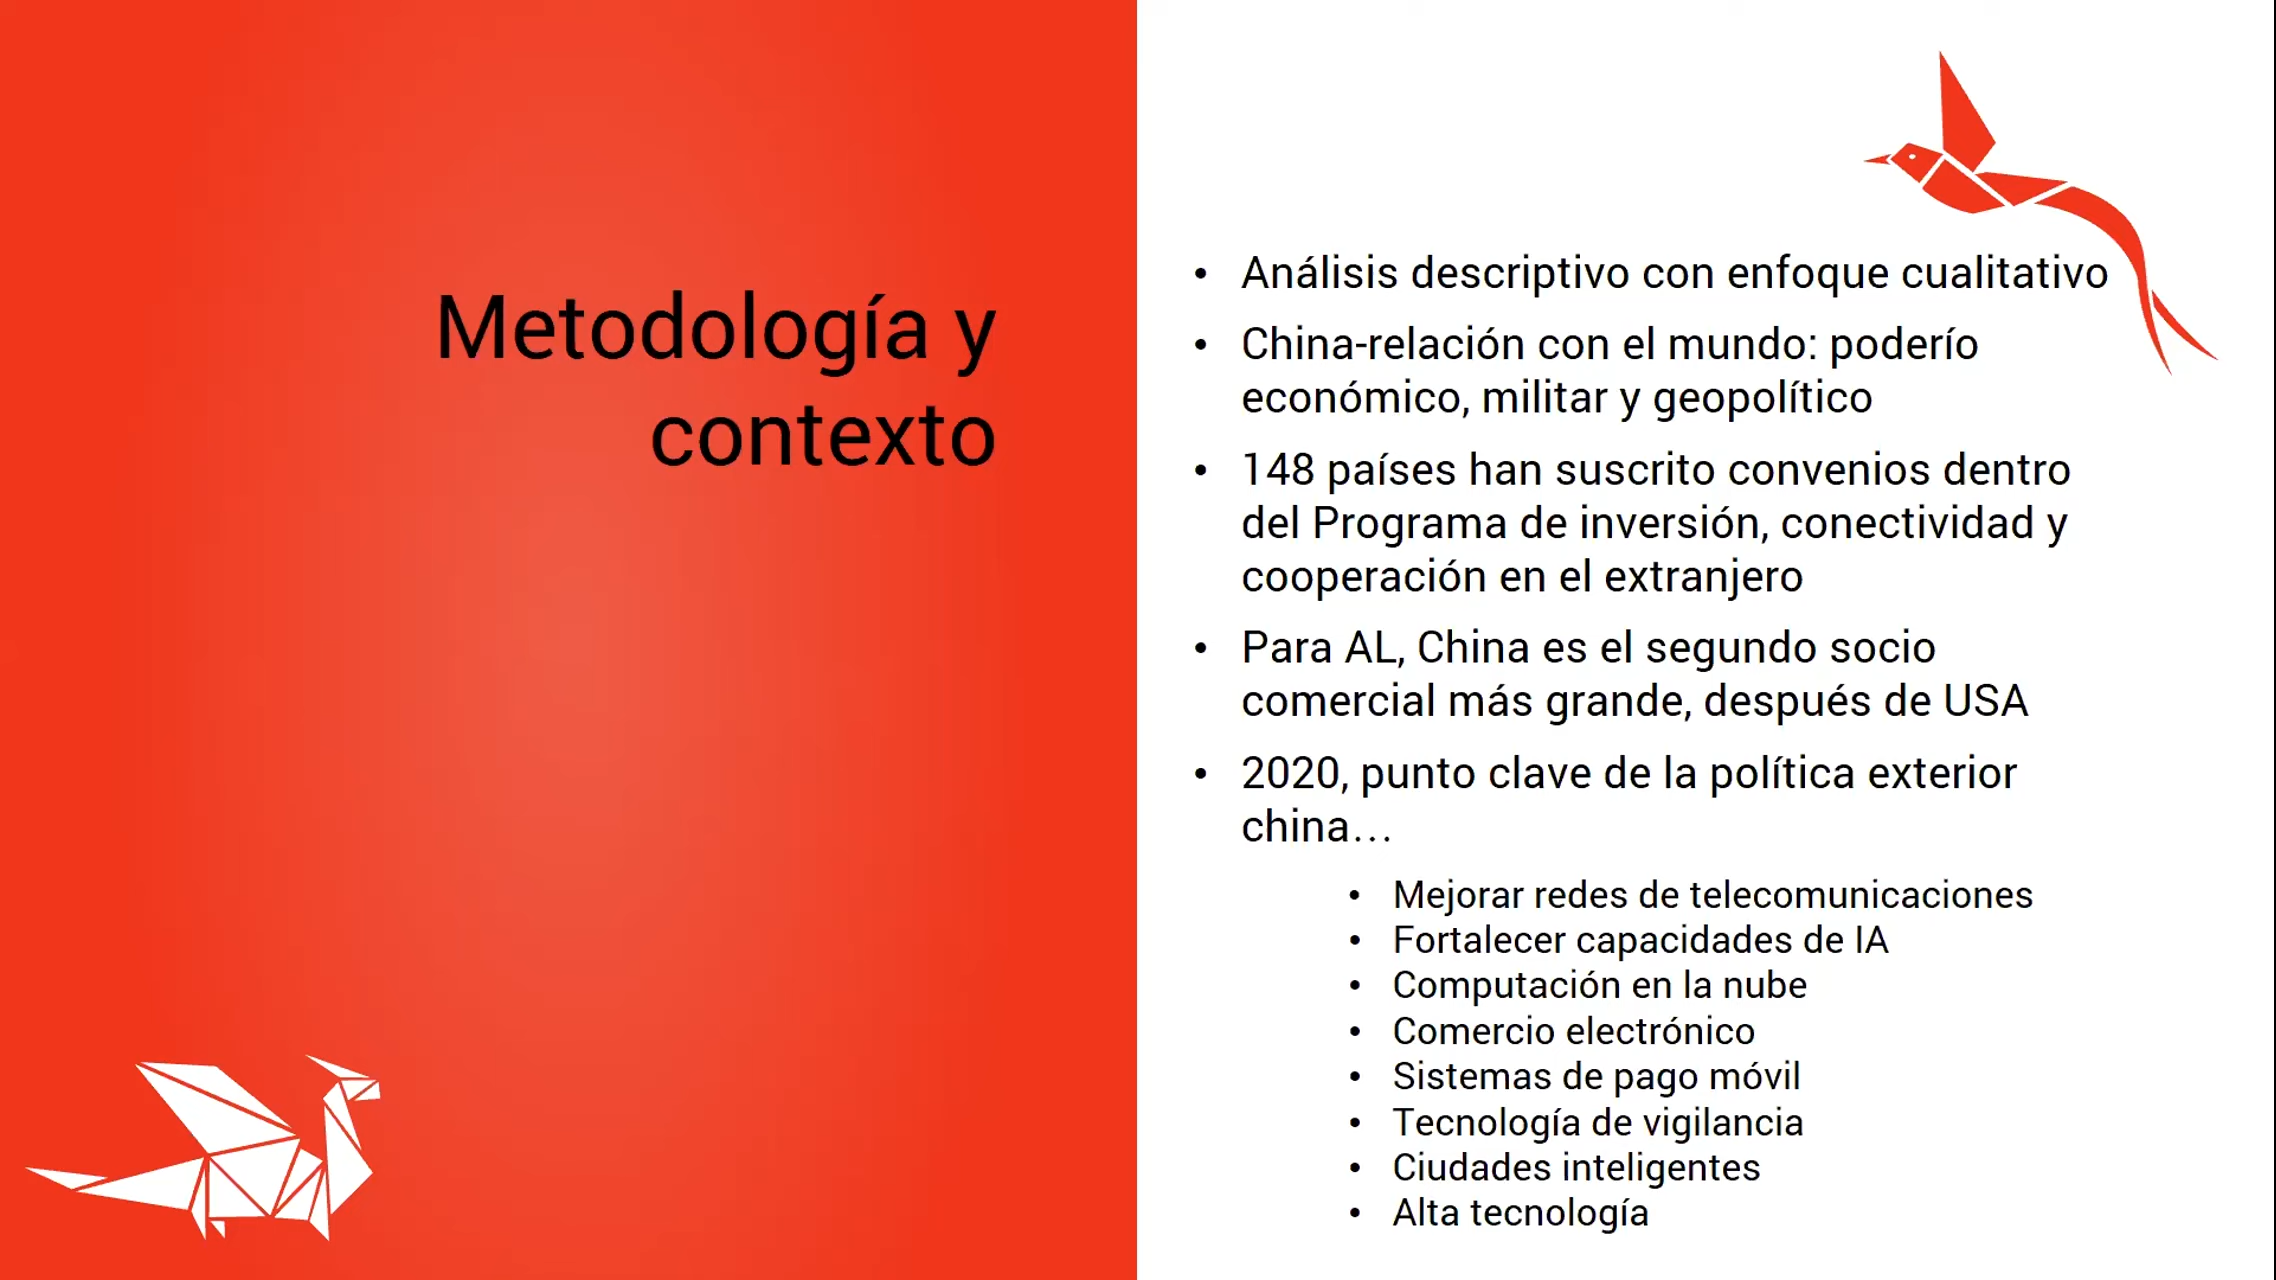 Metodología y
contexto
• Análisis descriptivo con enfoque cualitativo
• China-relación con el mundo: poderío
económico, militar y geopolítico
• 148 países han suscrito convenios dentro
del Programa de inversión, conectividad y
cooperación en el extranjero
• Para AL, China es el segundo socio
comercial más grande, después de USA
• 2020, punto clave de la política exterior
china…
• Mejorar redes de telecomunicaciones
• Fortalecer capacidades de IA
• Computación en la nube
• Comercio electrónico
• Sistemas de pago móvil
• Tecnología de vigilancia
• Ciudades inteligentes
• Alta tecnología